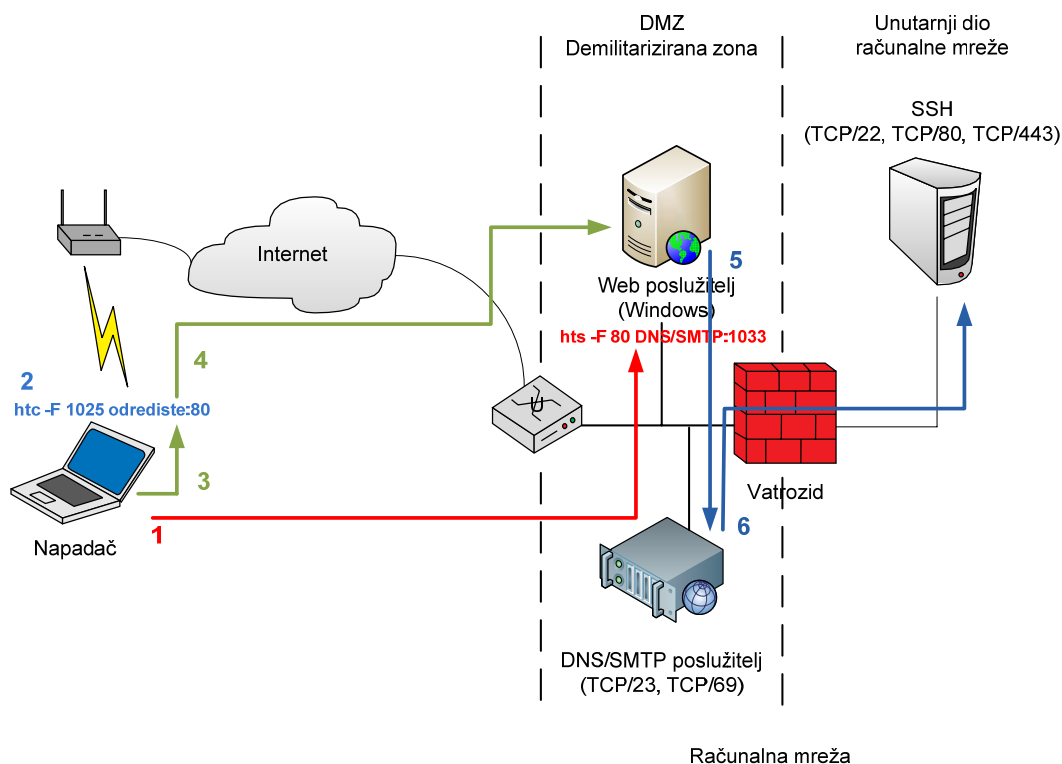 DMZ
Demilitarizirana zona
Unutarnji dio
računalne mreže
SSH
(TCP/22, TCP/80, TCP/443)
Internet
Web poslužitelj
(Windows)
hts -F 80 DNS/SMTP:1033
5
4
2
htc -F 1025 odrediste:80
3
1
Napadač
Vatrozid
6
DNS/SMTP poslužitelj
(TCP/23, TCP/69)
Računalna mreža